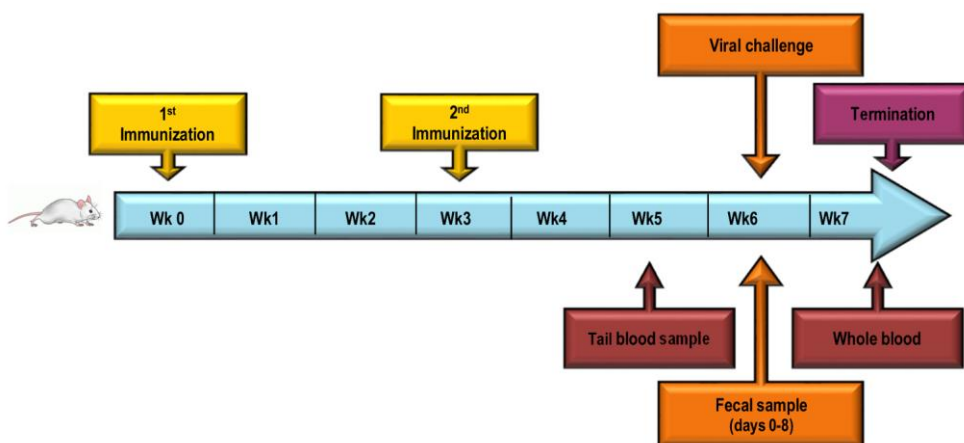 Viral challenge
1st
Immunization
2nd
Immunization
Termination
Wk 0 Wk1 Wk2 Wk3 Wk4 Wk5 Wk6 Wk7
Tail blood sample
Whole blood
Fecal sample
(days 0-8)